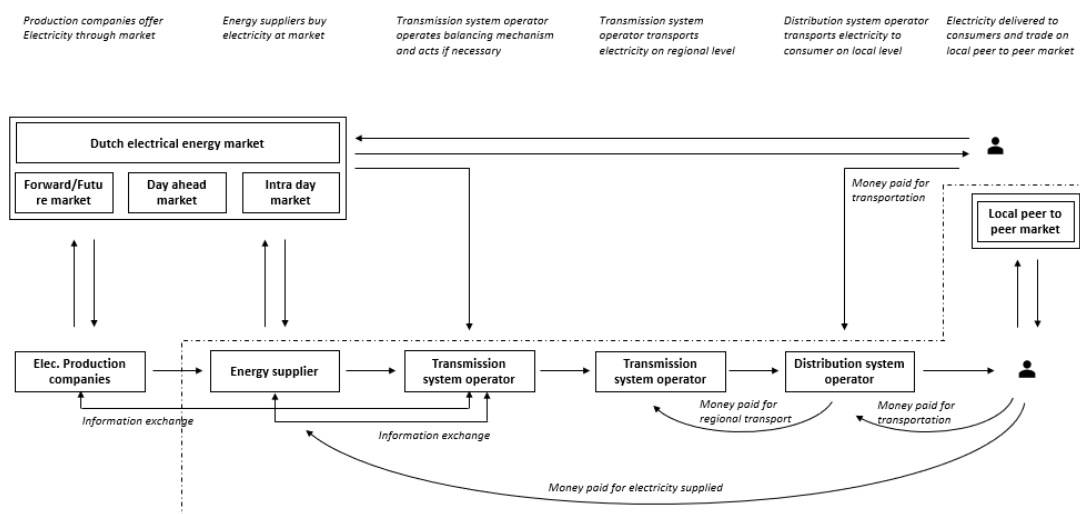 Production companies offer
Electricity through market
Energy suppliers buy
electricity at market
Transmission system operator
operates balancing mechanism
and acts if necessary
Transmission system
operator transports
electricity on regional level
Distribution system operator
transports electricity to
consumer on local level
Electricity delivered to
consumers and trade on
local peer to peer market
Dutch electrical energy market
Forward/Futu
re market
Day ahead
market
Intra day
market
Money paid for
transportation
Local peer to
peer market
Elec. Production
companies
Energy supplier
Transmission
system operator
Transmission
system operator
Distribution system
operator
Information exchange
Information exchange
Money paid for
regional transport
Money paid for
transportation
Money paid for electricity supplied